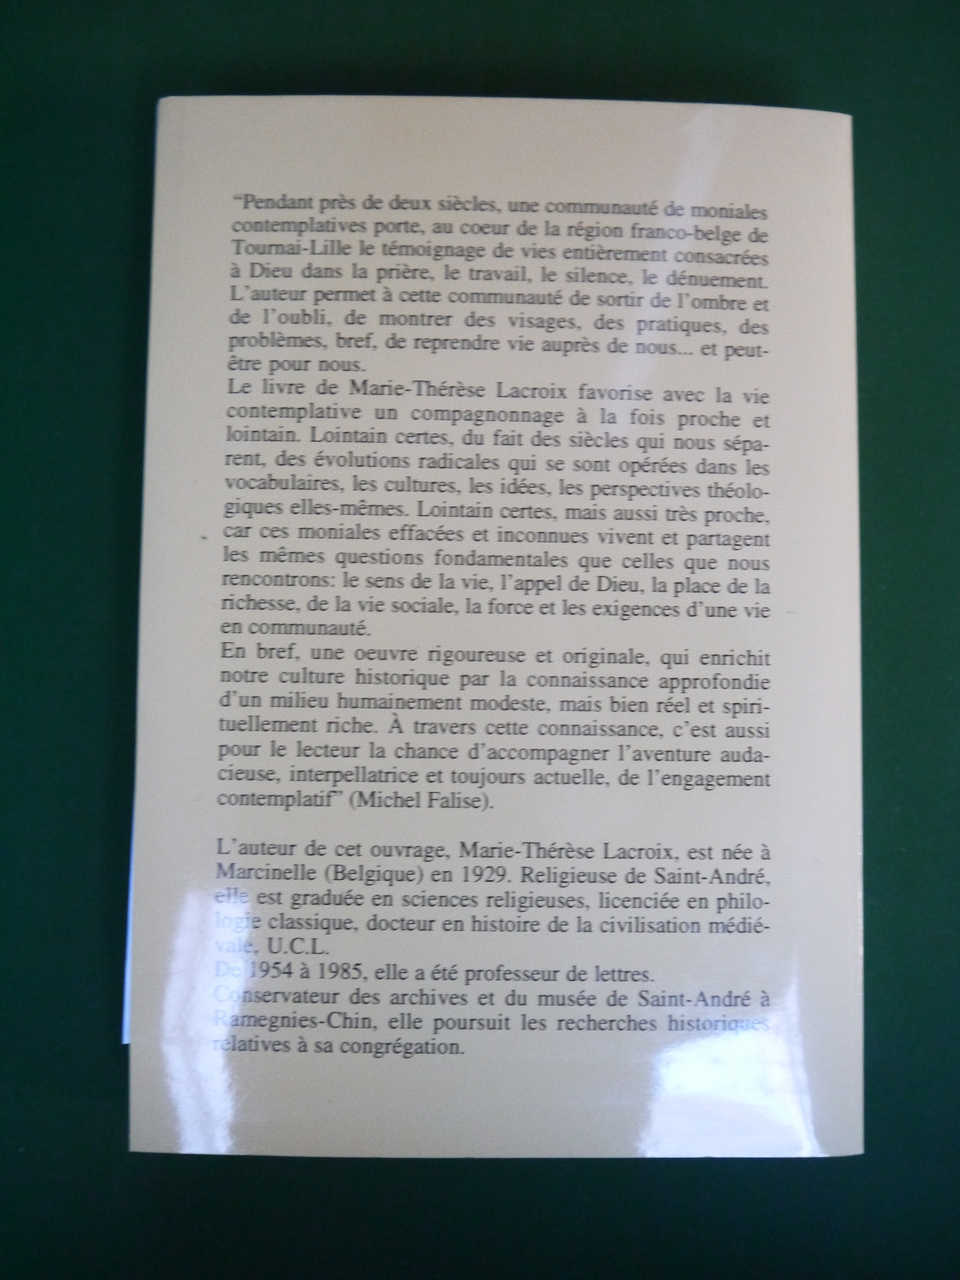 “Pendant près de deux siècles, une communauté de moniales
contemplatives porte, au coeur de la région franco-belge de
Tournai-Lille le témoignage de vies entièrement consacrées
à Dieu dans la prière, le travail, le silence, le dénuement.
L'auteur permet à cette communauté de sortir de l'ombre et
de l'oubli, de montrer des visages, des pratiques, des
problèmes, bref, de reprendre vie auprès de nous... et peut-
être pour nous.
Le livre de Marie-Thérèse Lacroix favorise avec la vie
contemplative un compagnonnage à la fois proche et
lointain. Lointain certes, du fait des siècles qui nous sépa-
rent, des évolutions radicales qui se sont opérées dans les
vocabulaires, les cultures, les idées, les perspectives théolo-
giques elles-mêmes. Lointain certes, mais aussi très proche,
car ces moniales effacées et inconnues vivent et partagent
les mêmes questions fondamentales que celles que nous
rencontrons: le sens de la vie, l'appel de Dieu, la place de la
richesse, de la vie sociale, la force et les exigences d'une vie
en communauté.
En bref, une oeuvre rigoureuse et originale, qui enrichit
notre culture historique par la connaissance approfondie
d'un milieu humainement modeste, mais bien réel et spiri-
tuellement riche. À travers cette connaissance, c'est aussi
pour le lecteur la chance d'accompagner l'aventure auda-
cieuse, interpellatrice et toujours actuelle, de l'engagement
contemplatif” (Michel Falise).
L'auteur de cet ouvrage, Marie-Thérèse Lacroix, est née à
Marcinelle (Belgique) en 1929. Religieuse de Saint-André,
elle est graduée en sciences religieuses, licenciée en philo-
logie classique, docteur en histoire de la civilisation médié-
vale, U.C.L.
De 1954 à 1985, elle a été professeur de lettres.
Conservateur des archives et du musée de Saint-André à
Ramegnies-Chin, elle poursuit les recherches historiques
relatives à sa congrégation.